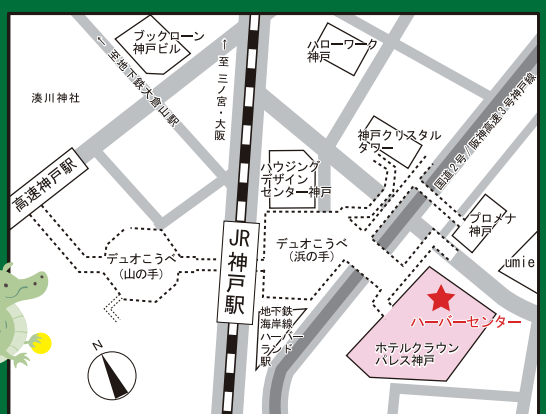 ブックローン
神戸ビル
ハローワーク
神戸
← 至地下鉄大倉山駅
← 至 三ノ宮・大阪
湊川神社
神戸クリスタル
タワー
国道2号/阪神高速3号神戸線
高速神戸駅
ハウジング
デザイン
センター神戸
プロメナ
神戸
デュオこうべ
(山の手)
JR
神戸駅
デュオこうべ
(浜の手)
umie
ハーバーセンター
地下鉄
海岸線
ハーバー
ランド
駅
ホテルクラウン
パレス神戸
N